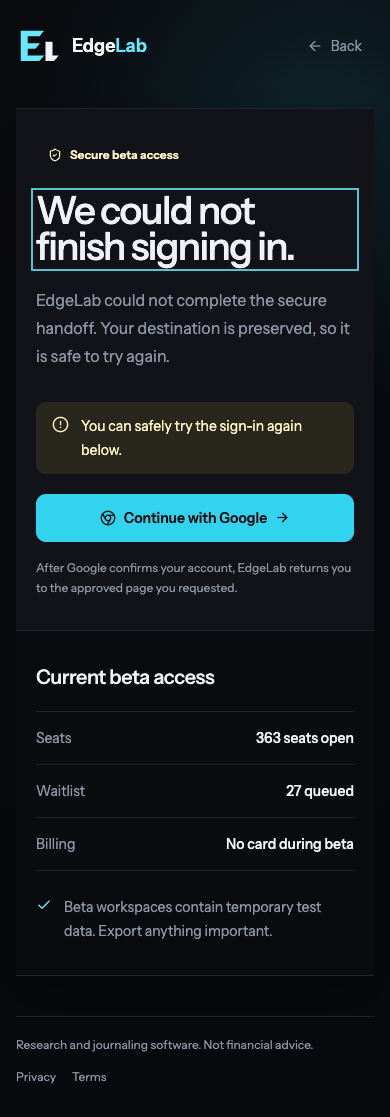 EL EdgeLab
Back
Secure beta access
We could not
finish signing in.
EdgeLab could not complete the secure
handoff. Your destination is preserved, so it
is safe to try again.
You can safely try the sign-in again
below.
Continue with Google
After Google confirms your account, EdgeLab returns you
to the approved page you requested.
Current beta access
Seats 363 seats open
Waitlist 27 queued
Billing No card during beta
Beta workspaces contain temporary test
data. Export anything important.
Research and journaling software. Not financial advice.
Privacy Terms